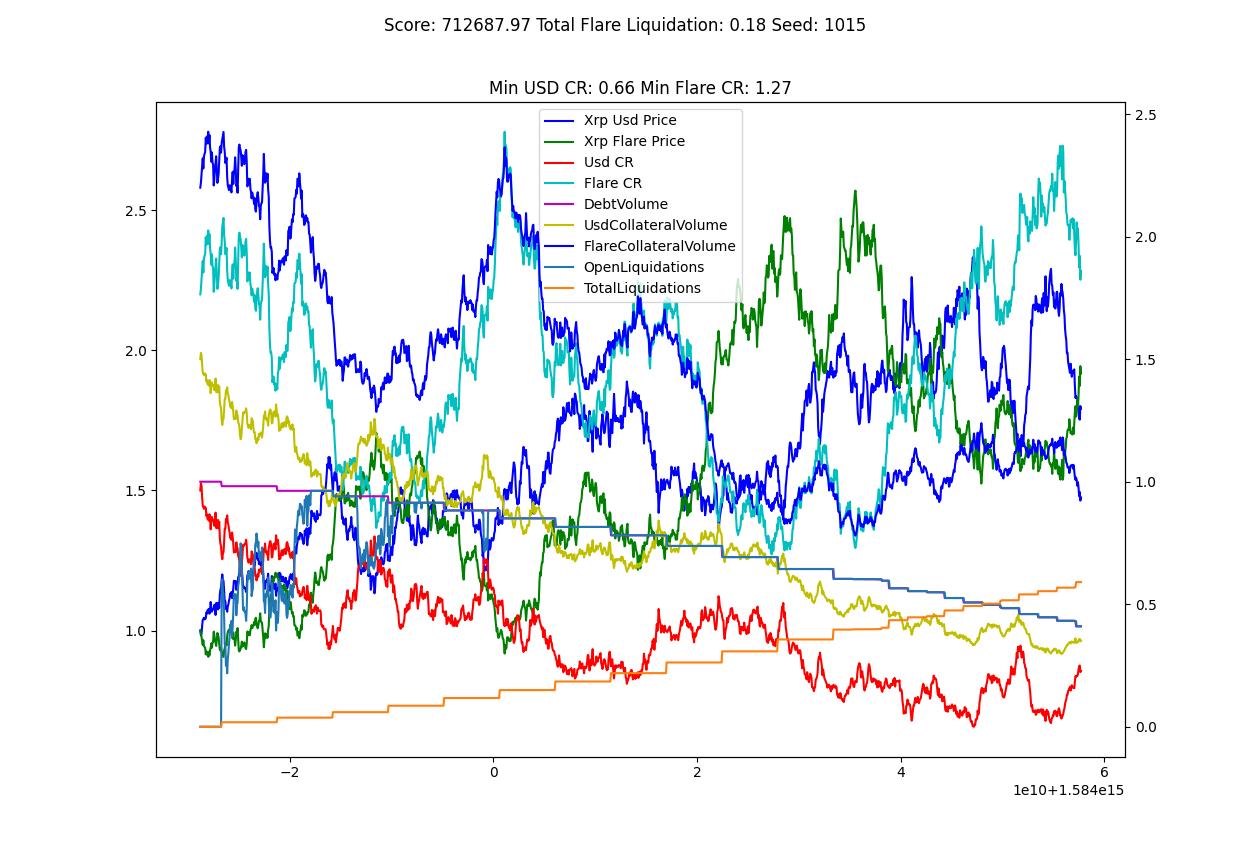 Score: 712687.97 Total Flare Liquidation: 0.18 Seed: 1015
Min USD CR: 0.66 Min Flare CR: 1.27
Xrp Usd Price
Xrp Flare Price
Usd CR
Flare CR
DebtVolume
UsdCollateralVolume
FlareCollateralVolume
OpenLiquidations
TotalLiquidations
2.5
2.0
1.5
1.0
2.5
2.0
1.5
1.0
0.5
0.0
−2 0 2 4 6
1e10+1.584e15